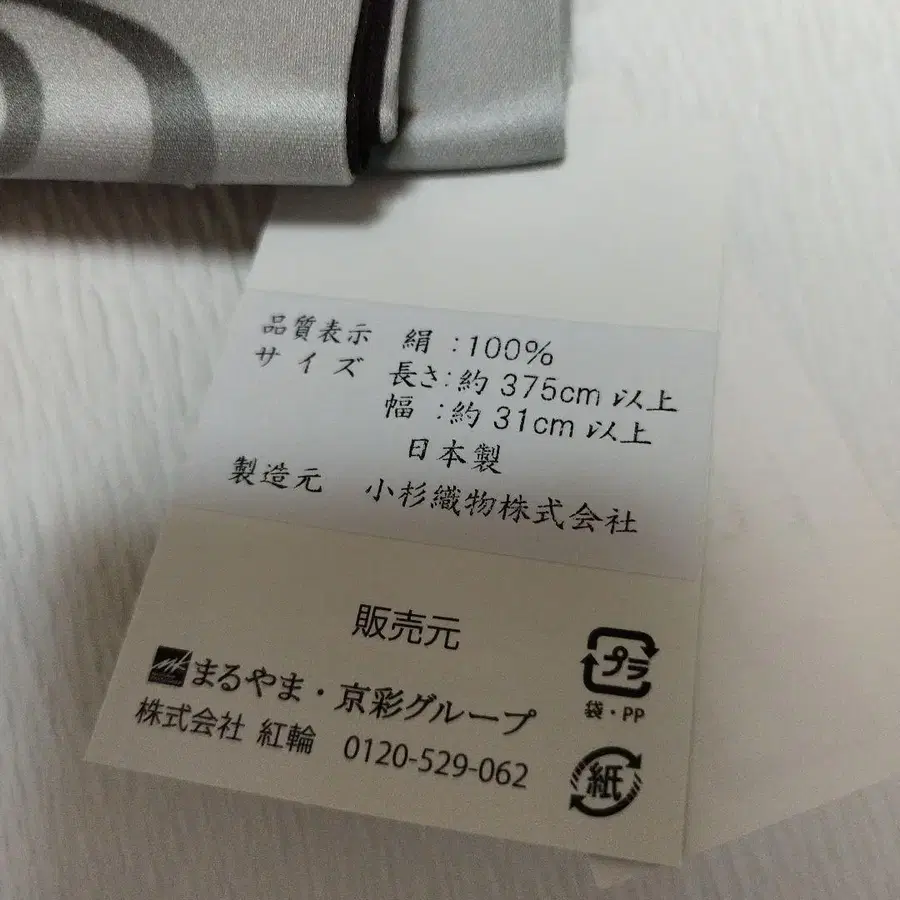 品質表示 絹 :100%
サイズ 長さ:約 375cm 以上
幅 :約 31cm 以上
日本製
製造元 小杉織物株式会社
販売元
まるやま・京彩グループ
株式会社 紅輪 0120-529-062
プラ
袋・PP
紙